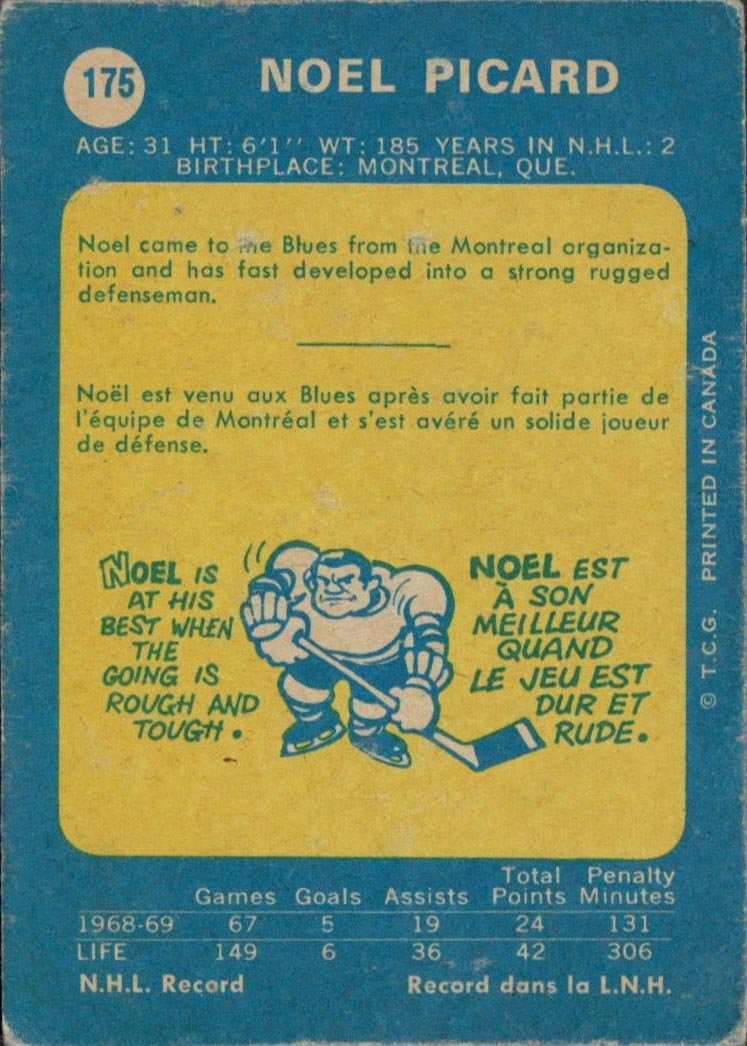 175
NOEL PICARD
AGE: 31 HT: 6'1'' WT: 185 YEARS IN N.H.L.: 2
BIRTHPLACE: MONTREAL, QUE.
Noel came to the Blues from the Montreal organiza-
tion and has fast developed into a strong rugged
defenseman.
Noël est venu aux Blues après avoir fait partie de
l'équipe de Montréal et s'est avéré un solide joueur
de défense.
NOEL IS
AT HIS
BEST WHEN
THE
GOING IS
ROUGH AND
TOUGH.
NOEL EST
À SON
MEILLEUR
QUAND
LE JEU EST
DUR ET
RUDE.
© T.C.G. PRINTED IN CANADA
Total Penalty
Games Goals Assists Points Minutes
1968-69 67 5 19 24 131
LIFE 149 6 36 42 306
N.H.L. Record Record dans la L.N.H.